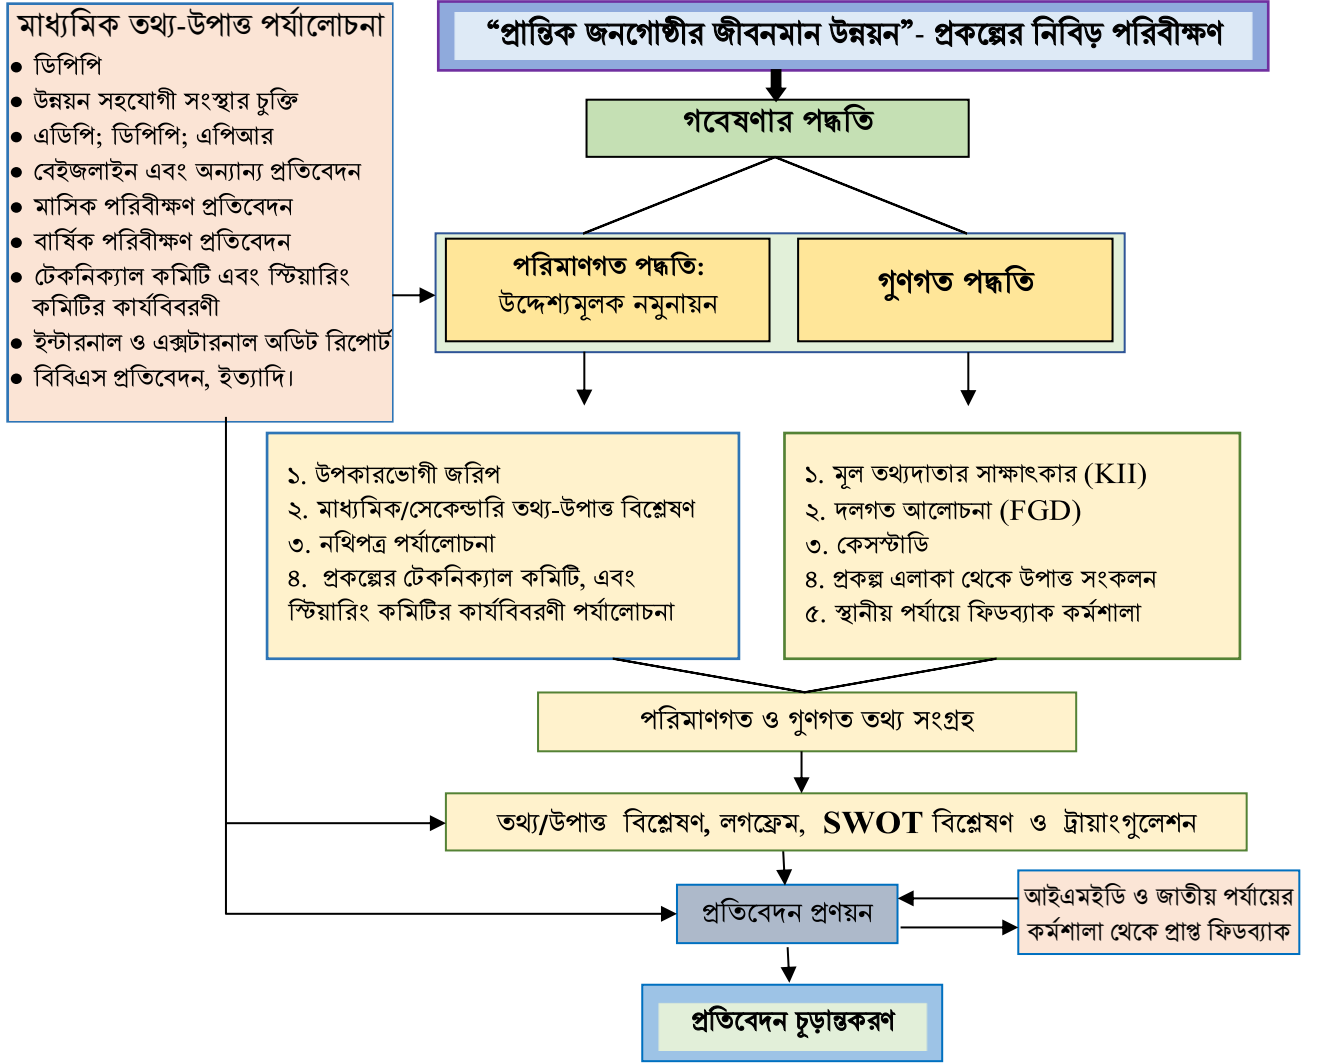 মাধ্যমিক তথ্য-উপাত্ত পর্যালোচনা
● ডিপিপি
● উন্নয়ন সহযোগী সংস্থার চুক্তি
● এডিপি; ডিপিপি; এপিআর
● বেইজলাইন এবং অন্যান্য প্রতিবেদন
● মাসিক পরিবীক্ষণ প্রতিবেদন
● বার্ষিক পরিবীক্ষণ প্রতিবেদন
● টেকনিক্যাল কমিটি এবং স্টিয়ারিং
কমিটির কার্যবিবরণী
● ইন্টারনাল ও এক্সটারনাল অডিট রিপোর্ট
● বিবিএস প্রতিবেদন, ইত্যাদি।
“প্রান্তিক জনগোষ্ঠীর জীবনমান উন্নয়ন”- প্রকল্পের নিবিড় পরিবীক্ষণ
গবেষণার পদ্ধতি
পরিমাণগত পদ্ধতি:
উদ্দেশ্যমূলক নমুনায়ন
গুণগত পদ্ধতি
১. উপকারভোগী জরিপ
২. মাধ্যমিক/সেকেন্ডারি তথ্য-উপাত্ত বিশ্লেষণ
৩. নথিপত্র পর্যালোচনা
৪. প্রকল্পের টেকনিক্যাল কমিটি, এবং
স্টিয়ারিং কমিটির কার্যবিবরণী পর্যালোচনা
১. মূল তথ্যদাতার সাক্ষাৎকার (KII)
২. দলগত আলোচনা (FGD)
৩. কেসস্টাডি
৪. প্রকল্প এলাকা থেকে উপাত্ত সংকলন
৫. স্থানীয় পর্যায়ে ফিডব্যাক কর্মশালা
পরিমাণগত ও গুণগত তথ্য সংগ্রহ
তথ্য/উপাত্ত বিশ্লেষণ, লগফ্রেম, SWOT বিশ্লেষণ ও ট্রায়াংগুলেশন
প্রতিবেদন প্রণয়ন
আইএমইডি ও জাতীয় পর্যায়ের
কর্মশালা থেকে প্রাপ্ত ফিডব্যাক
প্রতিবেদন চূড়ান্তকরণ